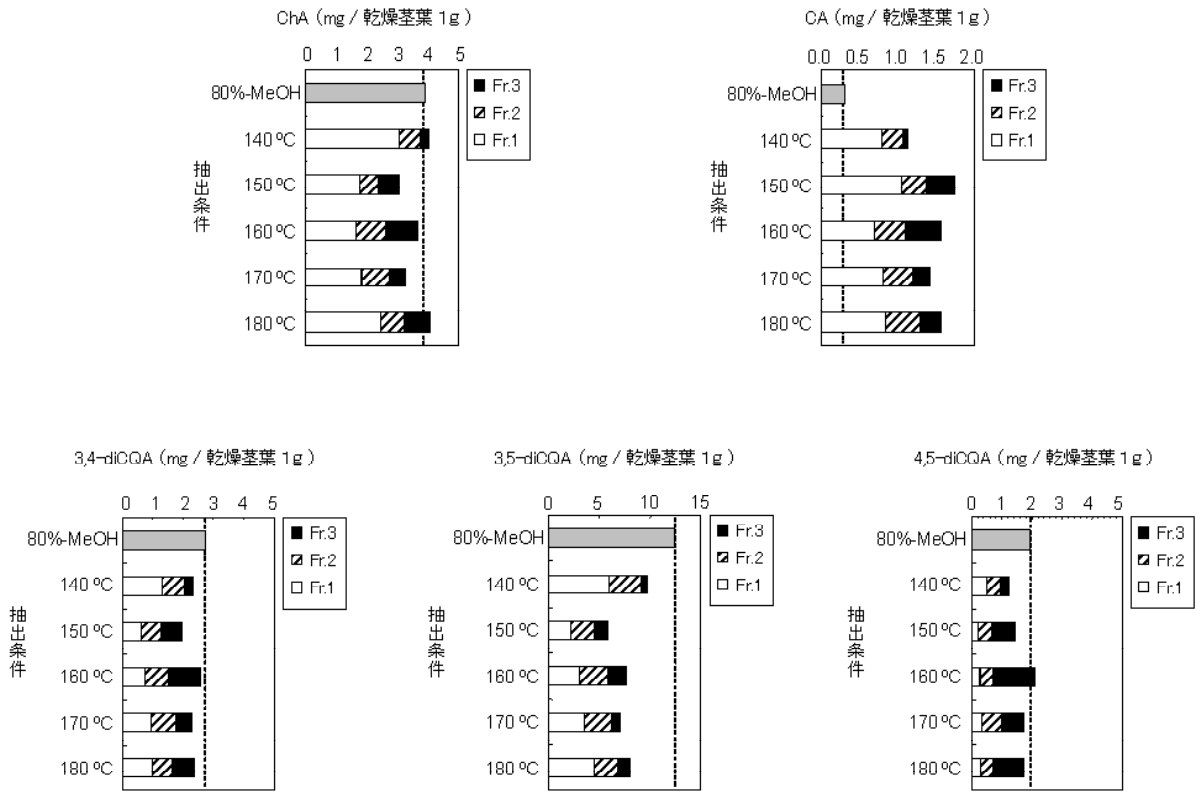 ChA (mg / 乾燥茎葉 1g)
0 1 2 3 4 5
80%-MeOH
140 ºC
150 ºC
160 ºC
170 ºC
180 ºC
抽出条件
Fr.3
Fr.2
Fr.1
CA (mg / 乾燥茎葉 1g)
0.0 0.5 1.0 1.5 2.0
80%-MeOH
140 ºC
150 ºC
160 ºC
170 ºC
180 ºC
抽出条件
Fr.3
Fr.2
Fr.1
3,4-diCQA (mg / 乾燥茎葉 1g)
0 1 2 3 4 5
80%-MeOH
140 ºC
150 ºC
160 ºC
170 ºC
180 ºC
抽出条件
Fr.3
Fr.2
Fr.1
3,5-diCQA (mg / 乾燥茎葉 1g)
0 5 10 15
80%-MeOH
140 ºC
150 ºC
160 ºC
170 ºC
180 ºC
抽出条件
Fr.3
Fr.2
Fr.1
4,5-diCQA (mg / 乾燥茎葉 1g)
0 1 2 3 4 5
80%-MeOH
140 ºC
150 ºC
160 ºC
170 ºC
180 ºC
抽出条件
Fr.3
Fr.2
Fr.1